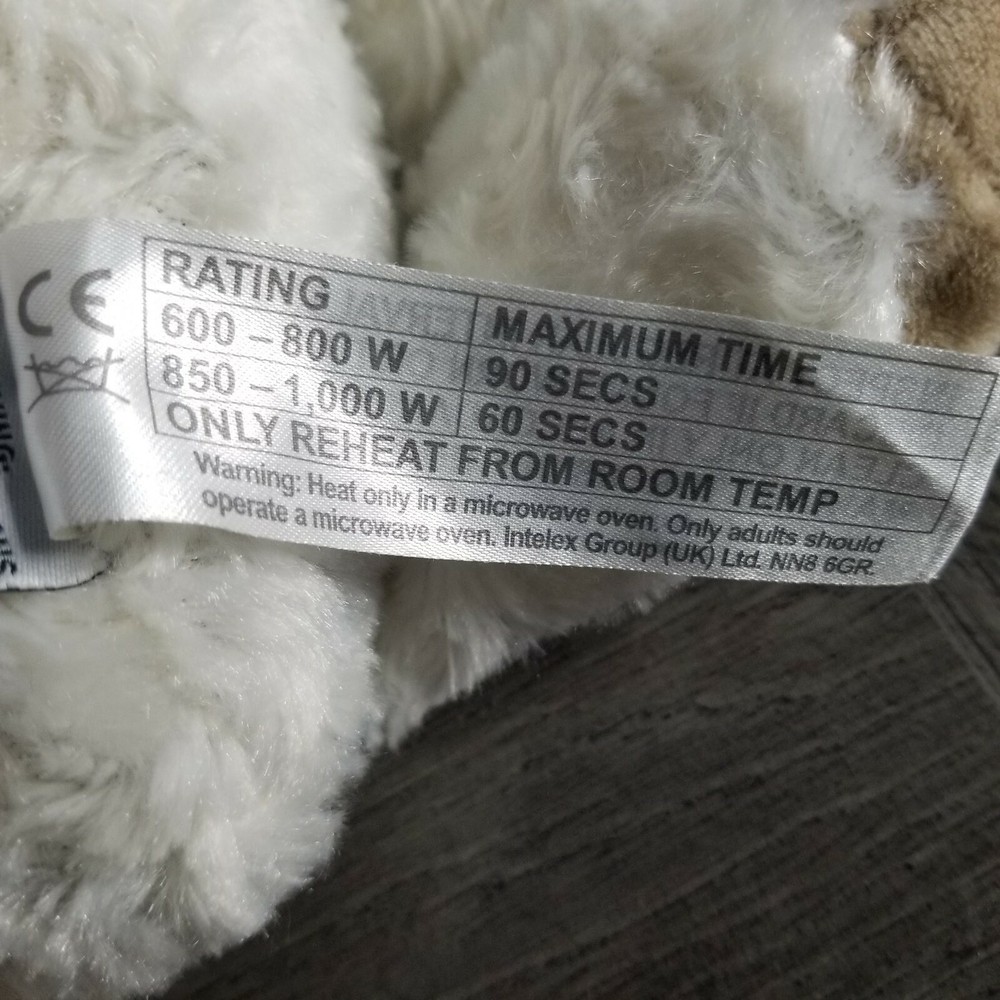 CE
RATING MAXIMUM TIME
600 – 800 W 90 SECS
850 – 1,000 W 60 SECS
ONLY REHEAT FROM ROOM TEMP
Warning: Heat only in a microwave oven. Only adults should
operate a microwave oven. Intelex Group (UK) Ltd. NN8 6GR.